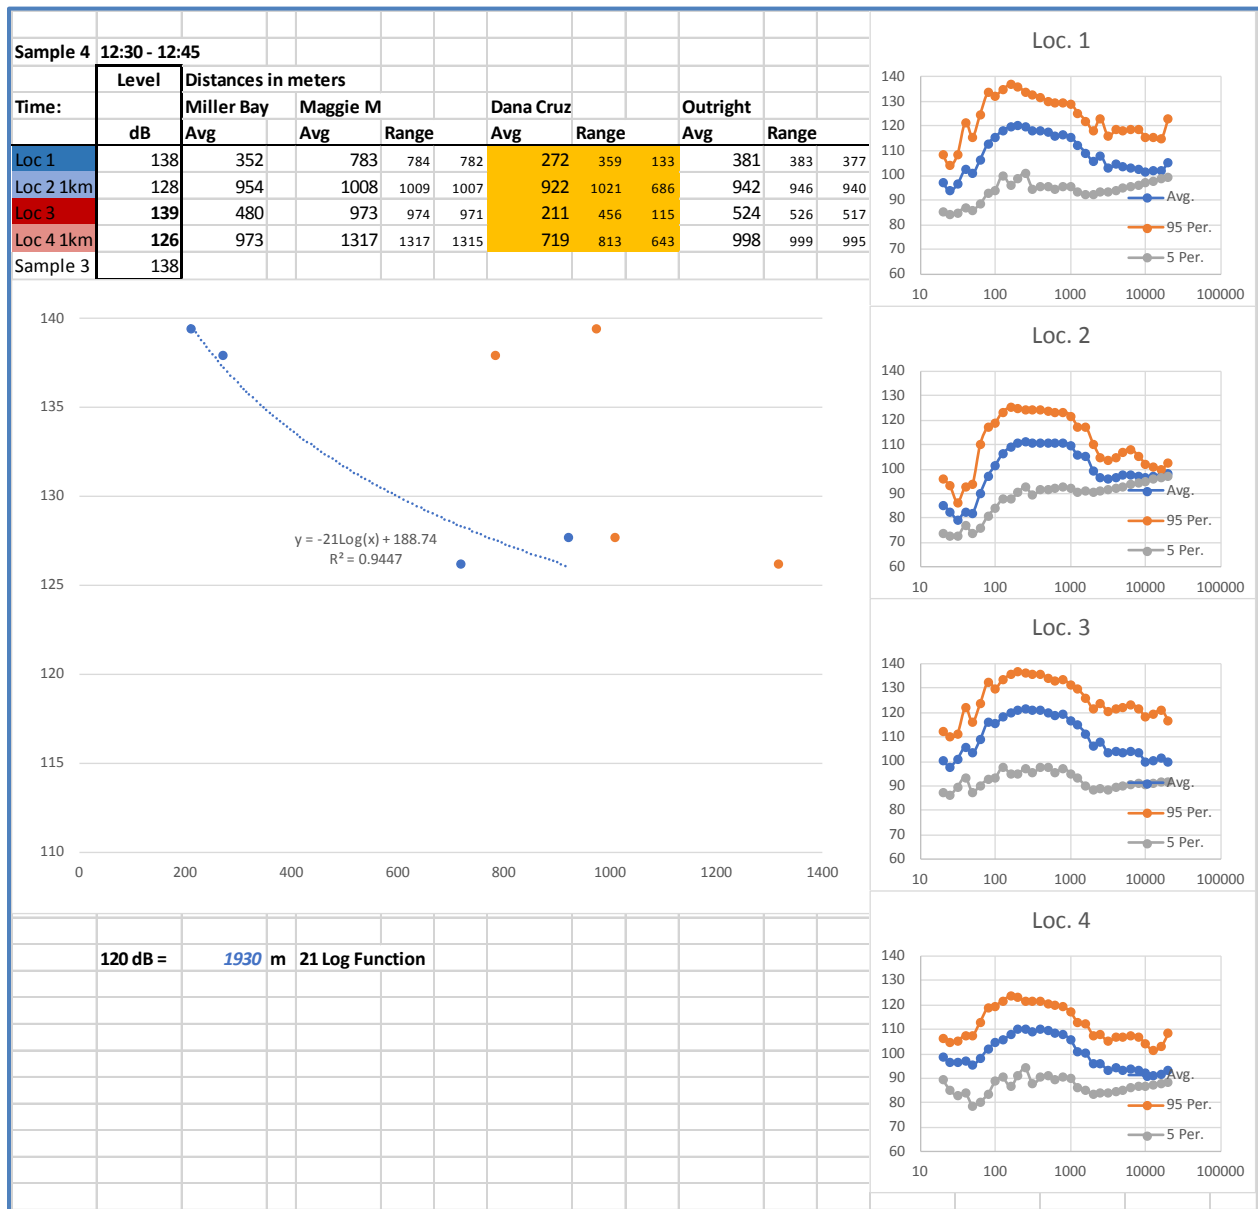 Sample 4 12:30 - 12:45
Level Distances in meters
Time: Miller Bay Maggie M Dana Cruz Outright
dB Avg Avg Range Avg Range Avg Range
Loc 1 138 352 783 784 782 272 359 133 381 383 377
Loc 2 1km 128 954 1008 1009 1007 922 1021 686 942 946 940
Loc 3 139 480 973 974 971 211 456 115 524 526 517
Loc 4 1km 126 973 1317 1317 1315 719 813 643 998 999 995
Sample 3 138
140
135
130
125
120
115
110
0 200 400 600 800 1000 1200 1400
y = -21Log(x) + 188.74
R² = 0.9447
120 dB = 1930 m 21 Log Function
Loc. 1
140
130
120
110
100
90
80
70
60
10 100 1000 10000 100000
Avg.
95 Per.
5 Per.
Loc. 2
140
130
120
110
100
90
80
70
60
10 100 1000 10000 100000
Avg.
95 Per.
5 Per.
Loc. 3
140
130
120
110
100
90
80
70
60
10 100 1000 10000 100000
Avg.
95 Per.
5 Per.
Loc. 4
140
130
120
110
100
90
80
70
60
10 100 1000 10000 100000
Avg.
95 Per.
5 Per.